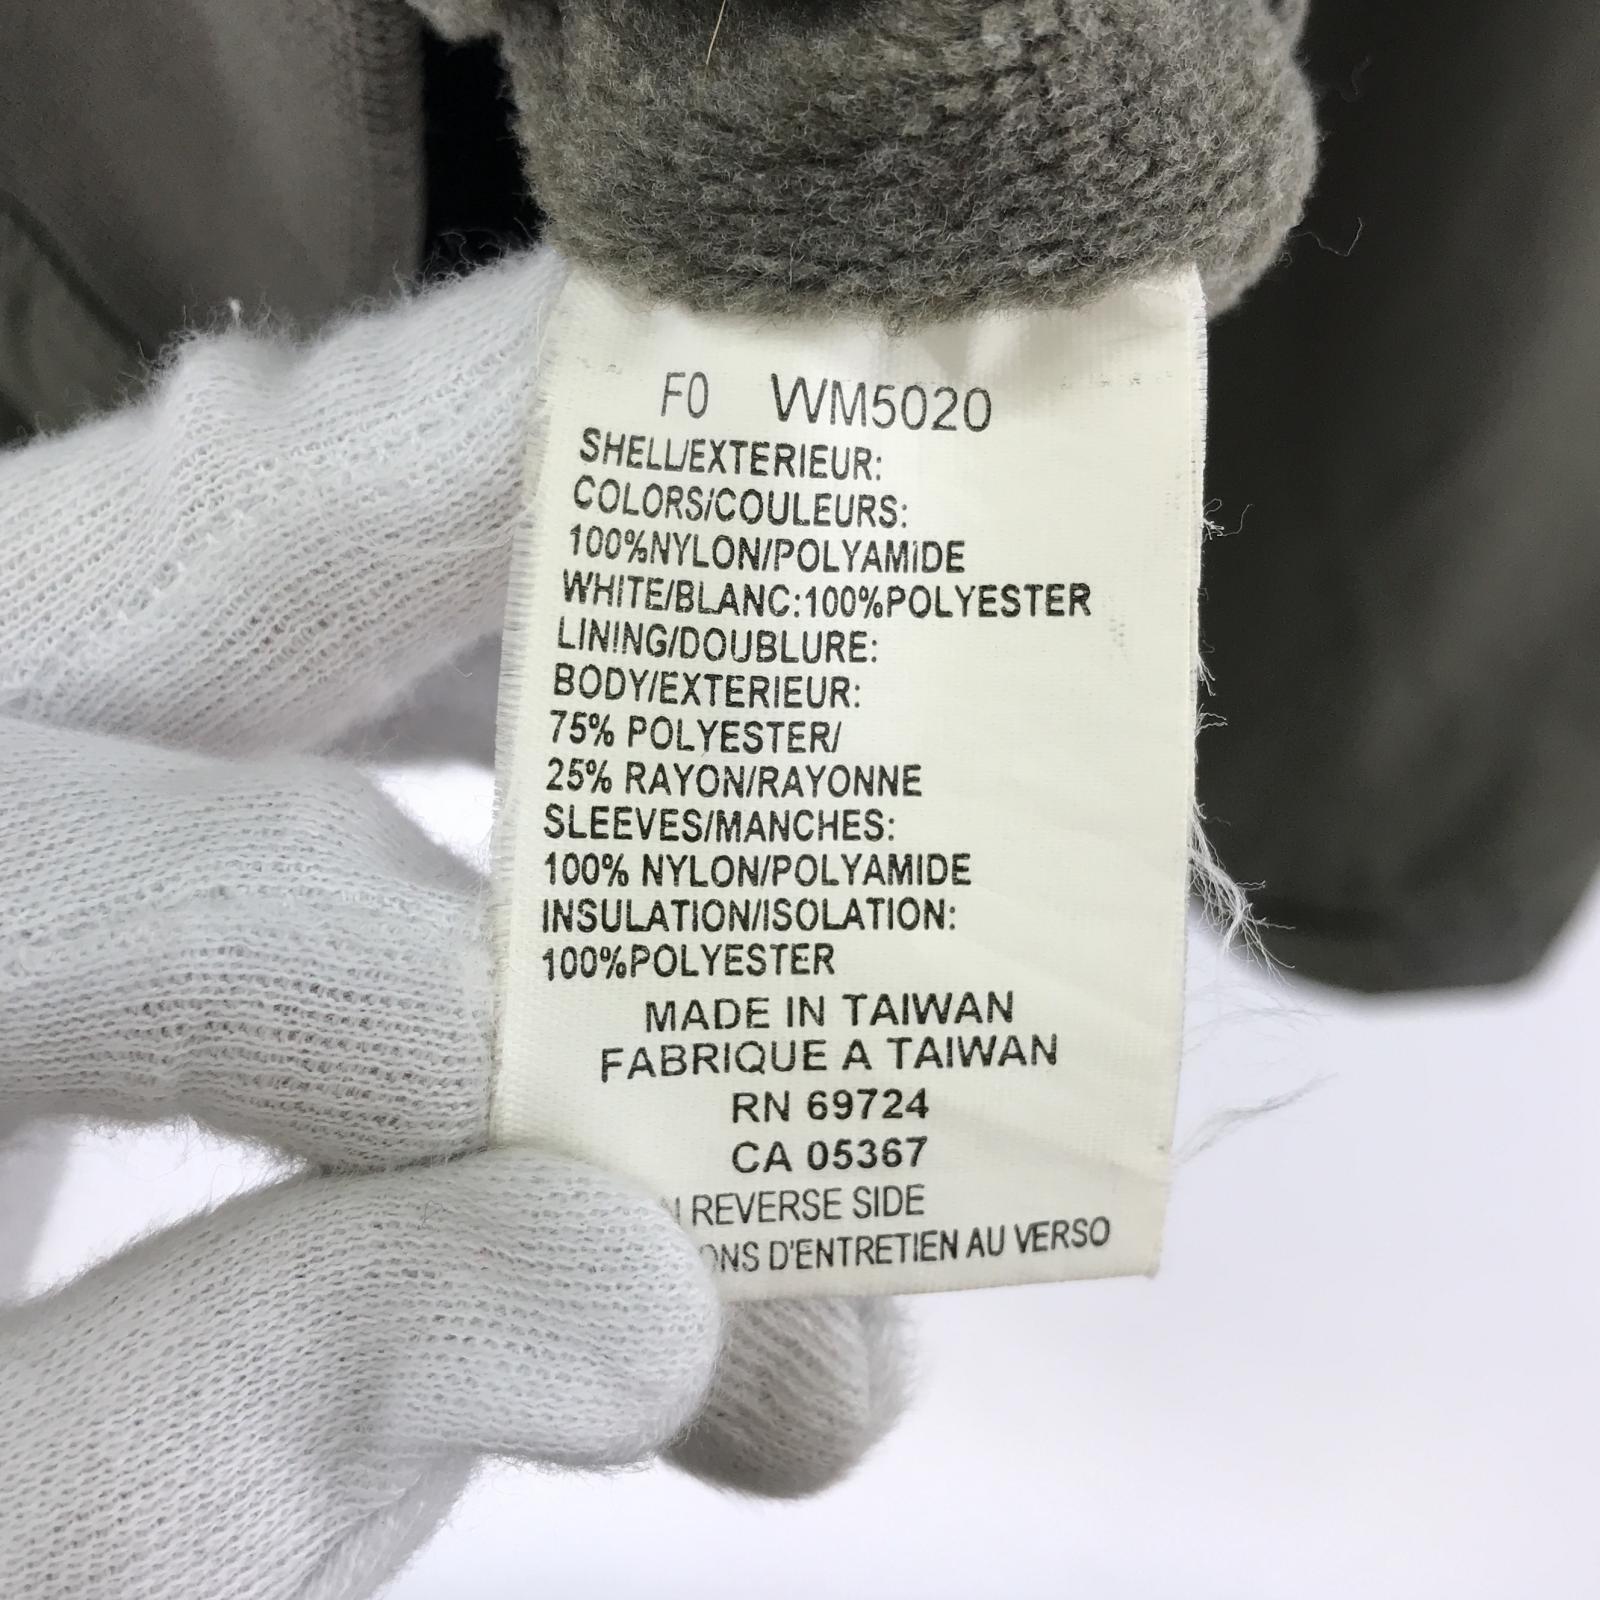 F0 WM5020
SHELL/EXTERIEUR:
COLORS/COULEURS:
100%NYLON/POLYAMIDE
WHITE/BLANC:100%POLYESTER
LINING/DOUBLURE:
BODY/EXTERIEUR:
75% POLYESTER/
25% RAYON/RAYONNE
SLEEVES/MANCHES:
100% NYLON/POLYAMIDE
INSULATION/ISOLATION:
100%POLYESTER
MADE IN TAIWAN
FABRIQUE A TAIWAN
RN 69724
CA 05367
REVERSE SIDE
D'ENTRETIEN AU VERSO